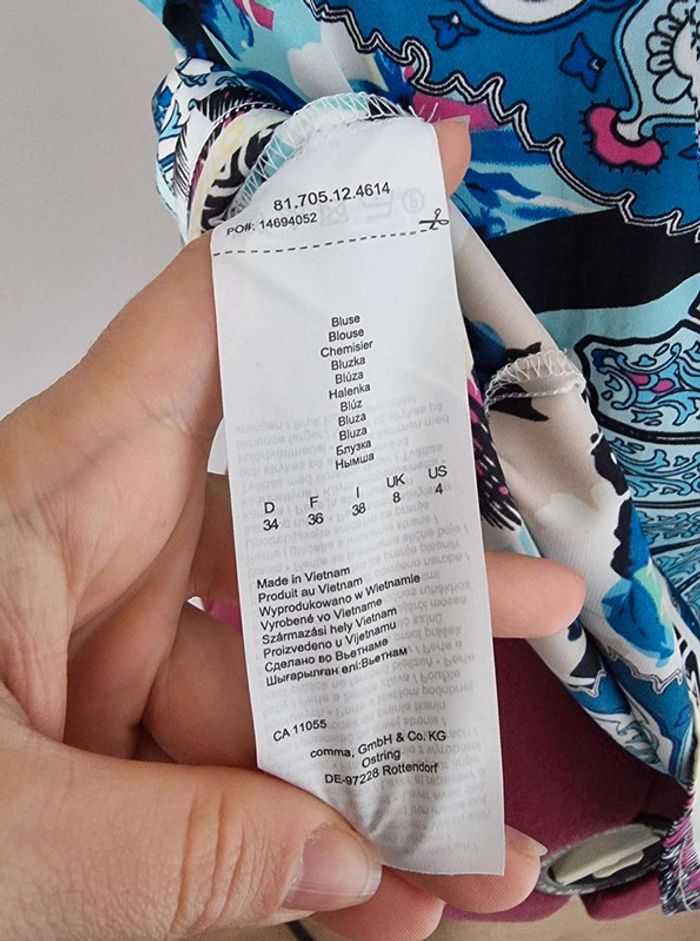 81.705.12.4614
PO#: 14694052
Bluse
Blouse
Chemisier
Bluzka
Blúza
Halenka
Blúz
Bluza
Bluza
Блузка
Нымша
D F I UK US
34 36 38 8 4
Made in Vietnam
Produit au Vietnam
Wyprodukowano w Wietnamie
Vyrobené vo Vietname
Származási hely Vietnam
Proizvedeno u Vijetnamu
Сделано во Вьетнаме
Шығарылған елі:Вьетнам
CA 11055
comma, GmbH & Co. KG
Ostring
DE-97228 Rottendorf